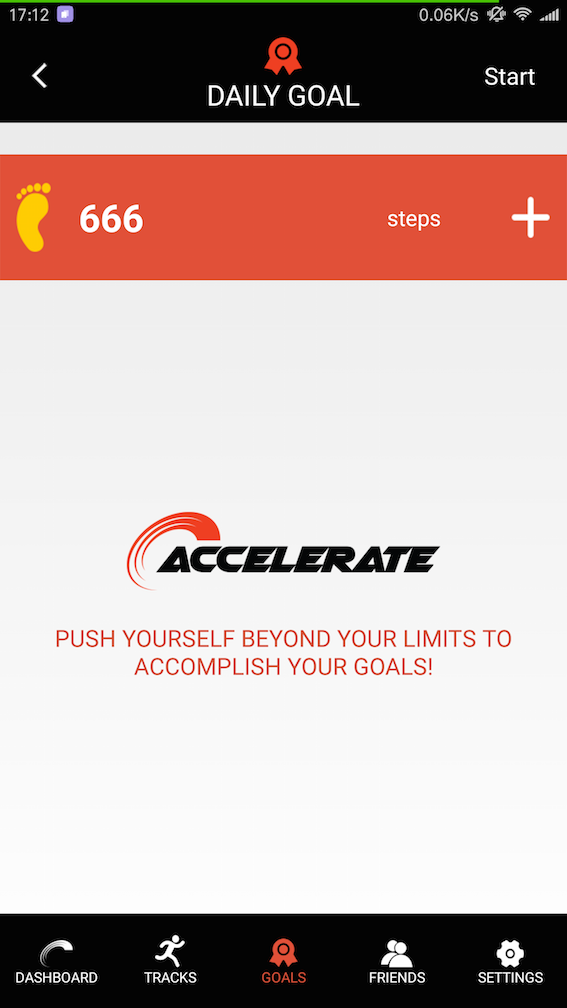 17:12 0.06K/s
DAILY GOAL
Start
666 steps
ACCELERATE
PUSH YOURSELF BEYOND YOUR LIMITS TO
ACCOMPLISH YOUR GOALS!
DASHBOARD TRACKS GOALS FRIENDS SETTINGS